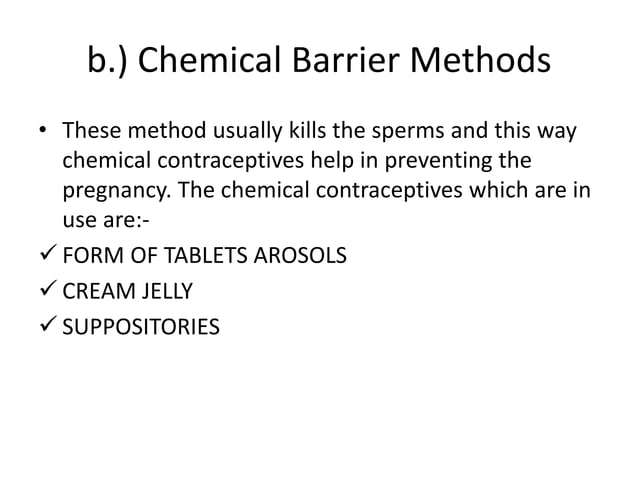 b.) Chemical Barrier Methods
• These method usually kills the sperms and this way
chemical contraceptives help in preventing the
pregnancy. The chemical contraceptives which are in
use are:-
✓ FORM OF TABLETS AROSOLS
✓ CREAM JELLY
✓ SUPPOSITORIES